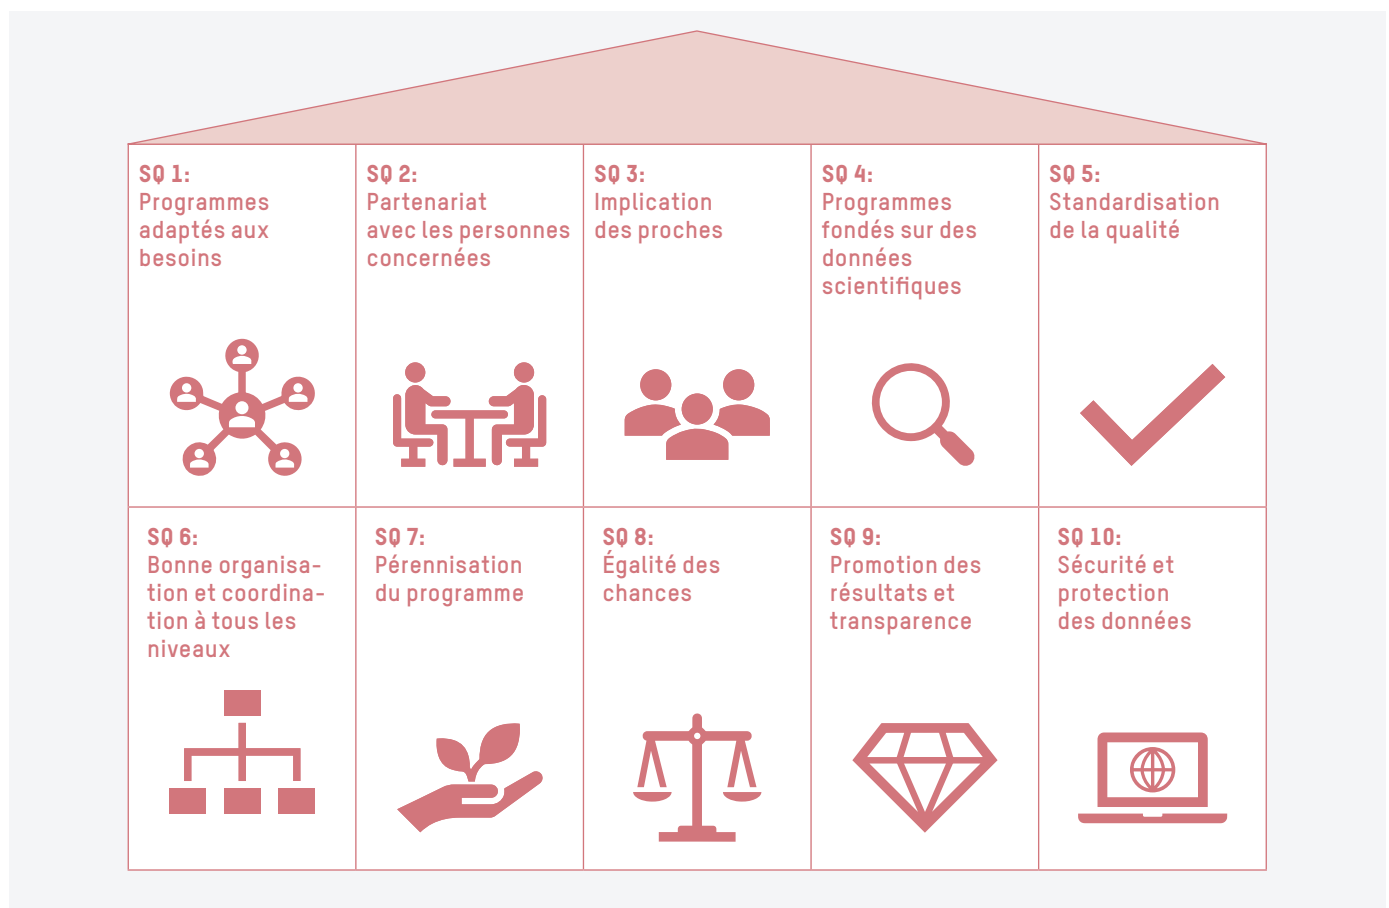 SQ 1:
Programmes
adaptés aux
besoins
SQ 2:
Partenariat
avec les personnes
concernées
SQ 3:
Implication
des proches
SQ 4:
Programmes
fondés sur des
données
scientifiques
SQ 5:
Standardisation
de la qualité
SQ 6:
Bonne organisa-
tion et coordina-
tion à tous les
niveaux
SQ 7:
Pérennisation
du programme
SQ 8:
Égalité des
chances
SQ 9:
Promotion des
résultats et
transparence
SQ 10:
Sécurité et
protection
des données